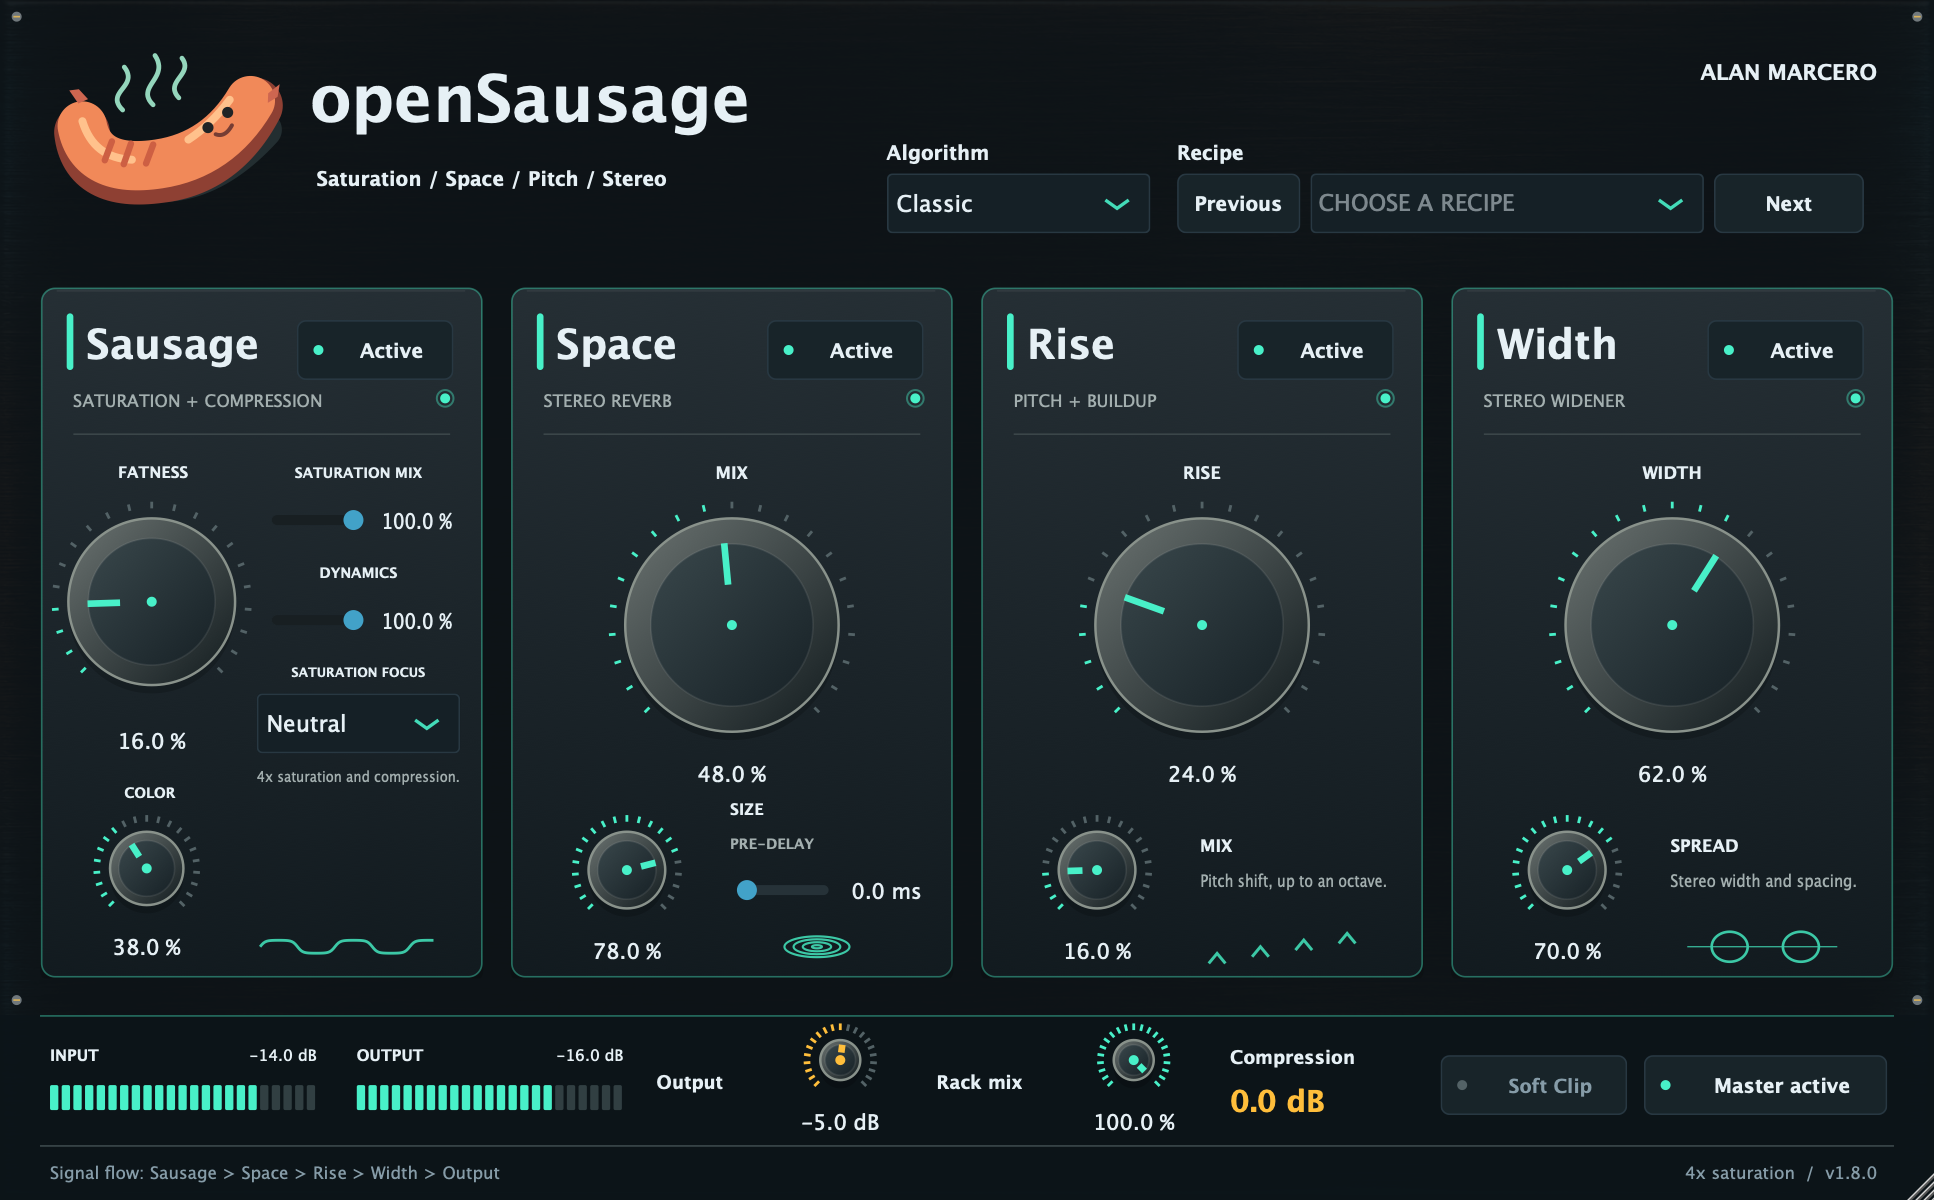 openSausage
Saturation / Space / Pitch / Stereo
ALAN MARCERO
Algorithm
Classic
Recipe
Previous
CHOOSE A RECIPE
Next
Sausage
Active
SATURATION + COMPRESSION
FATNESS
16.0 %
SATURATION MIX
100.0 %
DYNAMICS
100.0 %
SATURATION FOCUS
Neutral
4x saturation and compression.
COLOR
38.0 %
Space
Active
STEREO REVERB
MIX
48.0 %
SIZE
78.0 %
PRE-DELAY
0.0 ms
Rise
Active
PITCH + BUILDUP
RISE
24.0 %
MIX
Pitch shift, up to an octave.
16.0 %
Width
Active
STEREO WIDENER
WIDTH
62.0 %
SPREAD
Stereo width and spacing.
70.0 %
INPUT
-14.0 dB
OUTPUT
-16.0 dB
Output
-5.0 dB
Rack mix
100.0 %
Compression
0.0 dB
Soft Clip
Master active
Signal flow: Sausage > Space > Rise > Width > Output
4x saturation / v1.8.0